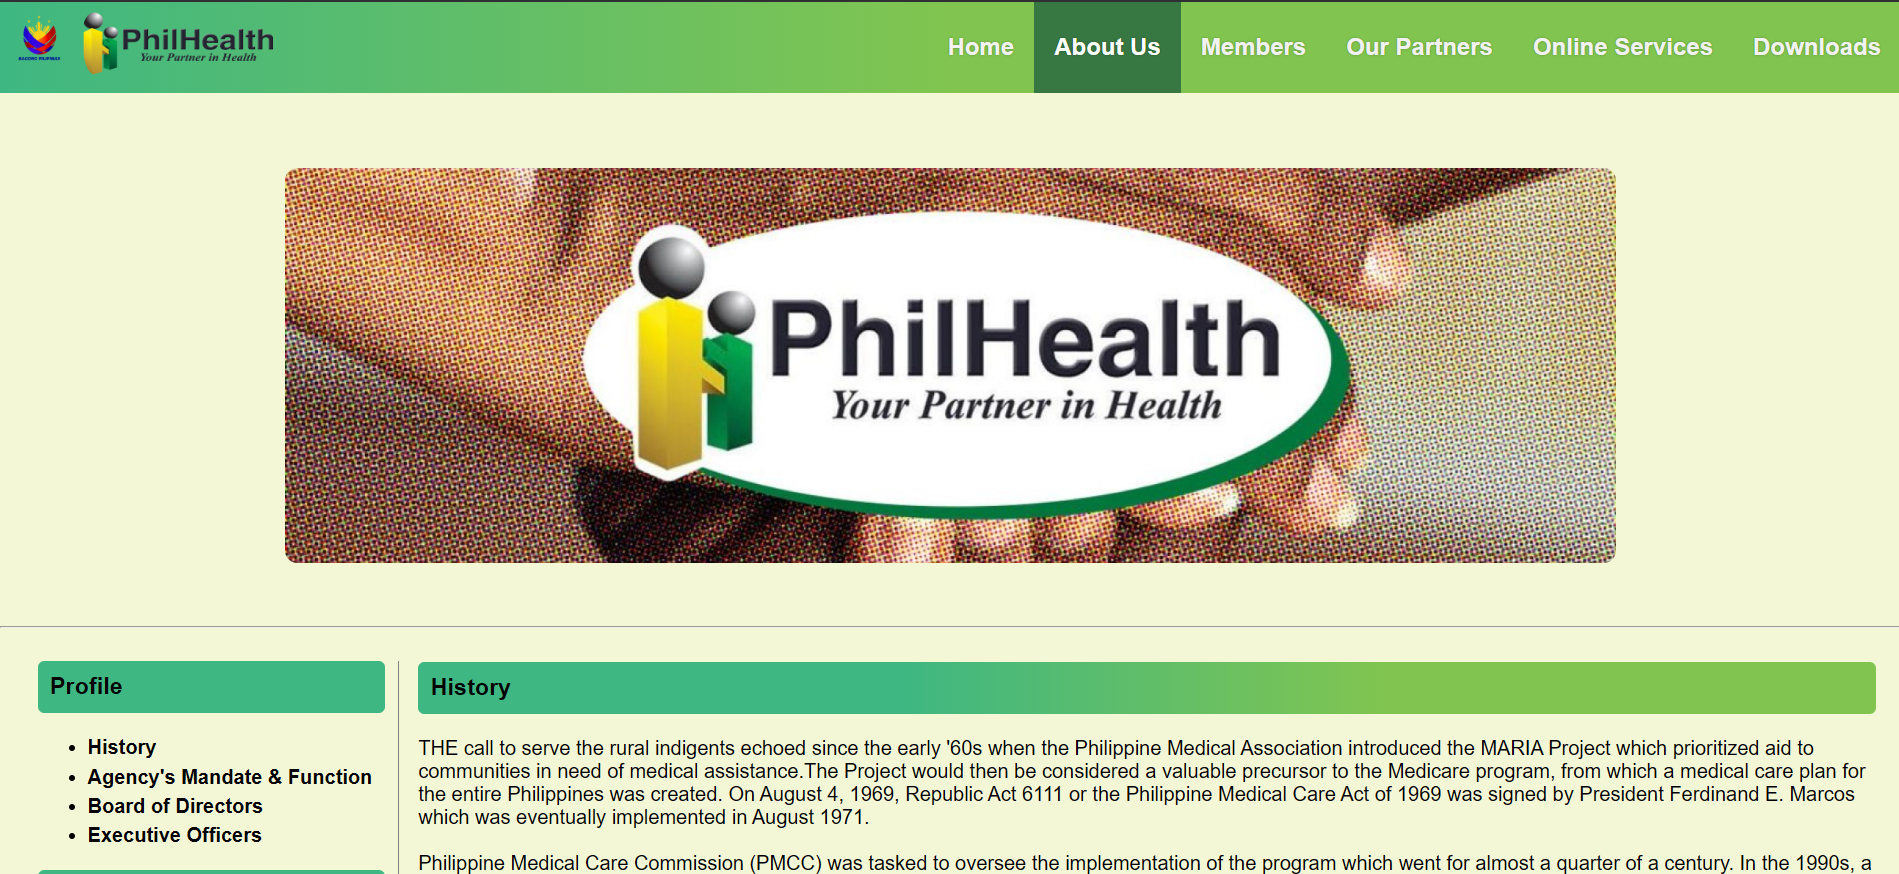 BAGONG PILIPINAS
PhilHealth
Your Partner in Health
Home
About Us
Members
Our Partners
Online Services
Downloads
PhilHealth
Your Partner in Health
Profile
• History
• Agency's Mandate & Function
• Board of Directors
• Executive Officers
History
THE call to serve the rural indigents echoed since the early '60s when the Philippine Medical Association introduced the MARIA Project which prioritized aid to
communities in need of medical assistance.The Project would then be considered a valuable precursor to the Medicare program, from which a medical care plan for
the entire Philippines was created. On August 4, 1969, Republic Act 6111 or the Philippine Medical Care Act of 1969 was signed by President Ferdinand E. Marcos
which was eventually implemented in August 1971.
Philippine Medical Care Commission (PMCC) was tasked to oversee the implementation of the program which went for almost a quarter of a century. In the 1990s, a